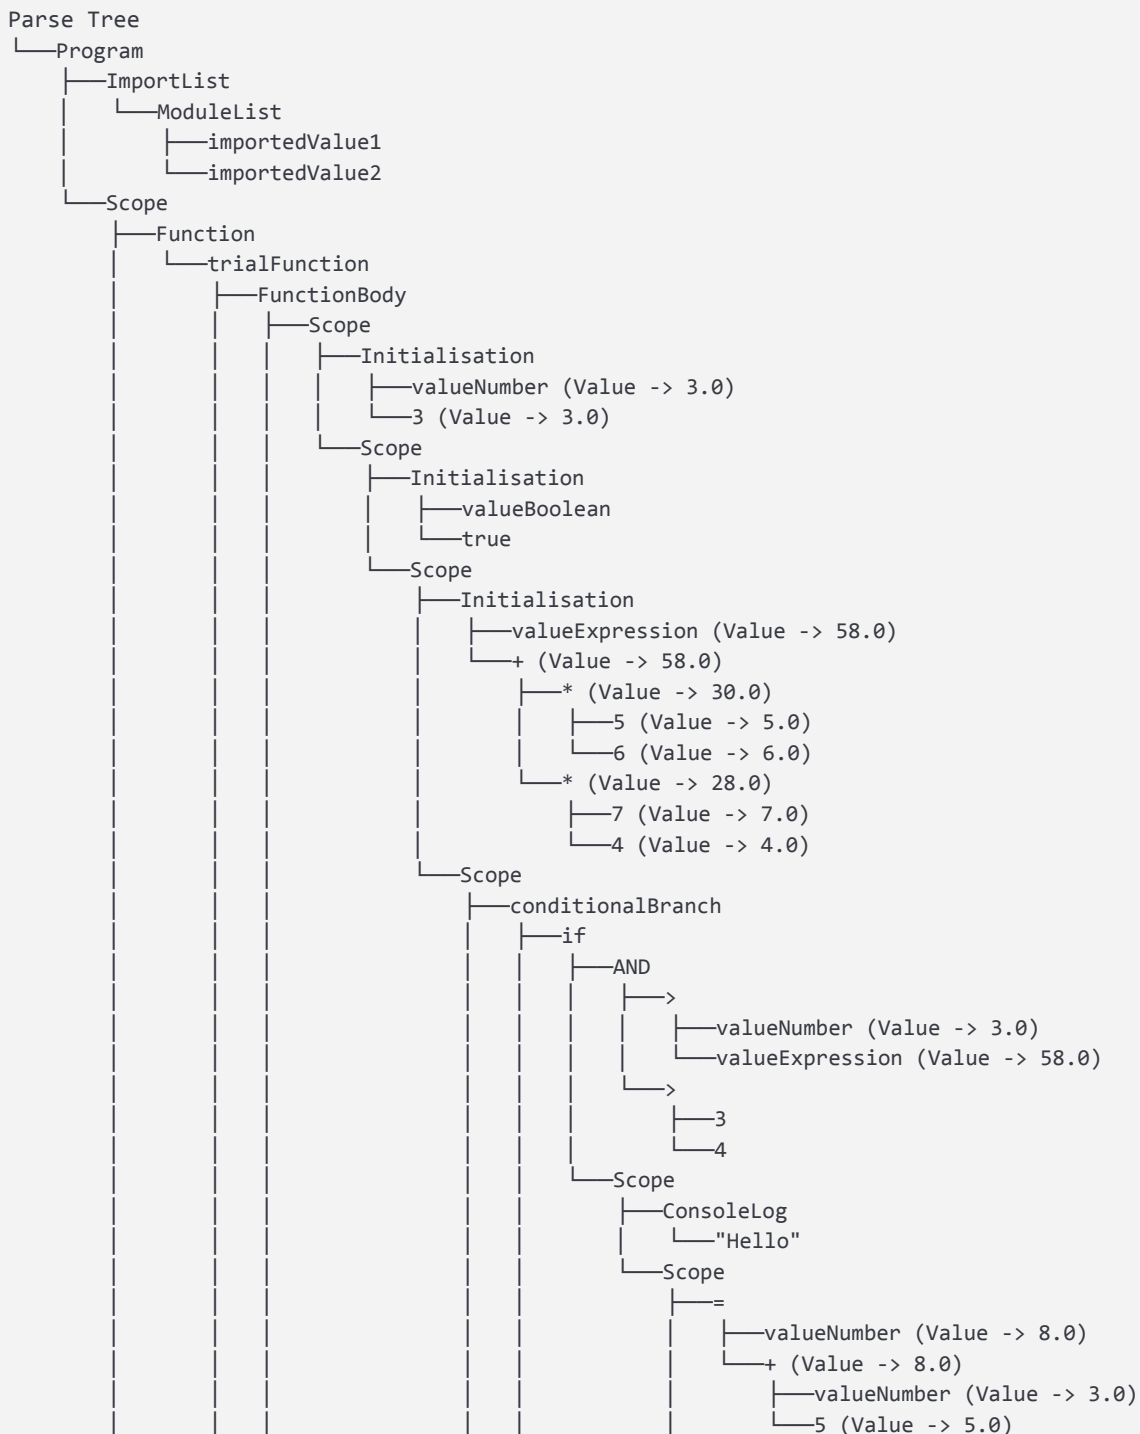 Parse Tree
└──Program
    ├──ImportList
    │   └──ModuleList
    │       ├──importedValue1
    │       └──importedValue2
    └──Scope
        ├──Function
        │   └──trialFunction
        │       ├──FunctionBody
        │       │   ├──Scope
        │       │   │   ├──Initialisation
        │       │   │   │   ├──valueNumber (Value -> 3.0)
        │       │   │   │   └──3 (Value -> 3.0)
        │       │   │   └──Scope
        │       │   │       ├──Initialisation
        │       │   │       │   ├──valueBoolean
        │       │   │       │   └──true
        │       │   │       └──Scope
        │       │   │           ├──Initialisation
        │       │   │           │   ├──valueExpression (Value -> 58.0)
        │       │   │           │   └──+ (Value -> 58.0)
        │       │   │           │       ├──* (Value -> 30.0)
        │       │   │           │       │   ├──5 (Value -> 5.0)
        │       │   │           │       │   └──6 (Value -> 6.0)
        │       │   │           │       └──* (Value -> 28.0)
        │       │   │           │           ├──7 (Value -> 7.0)
        │       │   │           │           └──4 (Value -> 4.0)
        │       │   │           └──Scope
        │       │   │               ├──conditionalBranch
        │       │   │               │   ├──if
        │       │   │               │   │   ├──AND
        │       │   │               │   │   │   ├──>
        │       │   │               │   │   │   │   ├──valueNumber (Value -> 3.0)
        │       │   │               │   │   │   │   └──valueExpression (Value -> 58.0)
        │       │   │               │   │   │   └──>
        │       │   │               │   │   │       ├──3
        │       │   │               │   │   │       └──4
        │       │   │               │   │   └──Scope
        │       │   │               │   │       ├──ConsoleLog
        │       │   │               │   │       │   └──"Hello"
        │       │   │               │   │       └──Scope
        │       │   │               │   │           ├──=
        │       │   │               │   │           │   ├──valueNumber (Value -> 8.0)
        │       │   │               │   │           │   └──+ (Value -> 8.0)
        │       │   │               │   │           │       ├──valueNumber (Value -> 3.0)
        │       │   │               │   │           │       └──5 (Value -> 5.0)